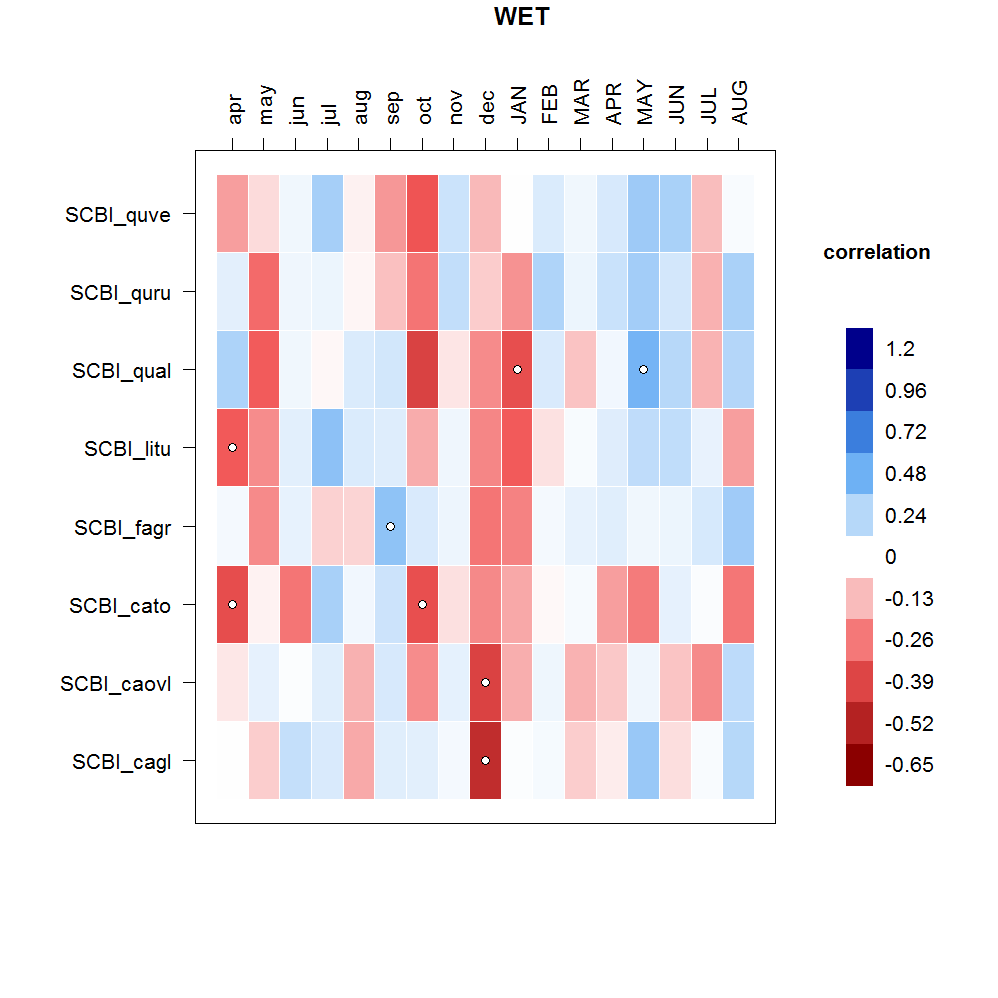 WET
apr may jun jul aug sep oct nov dec JAN FEB MAR APR MAY JUN JUL AUG
SCBI_quve
SCBI_quru
SCBI_qual
SCBI_litu
SCBI_fagr
SCBI_cato
SCBI_caovl
SCBI_cagl
correlation
1.2
0.96
0.72
0.48
0.24
0
-0.13
-0.26
-0.39
-0.52
-0.65